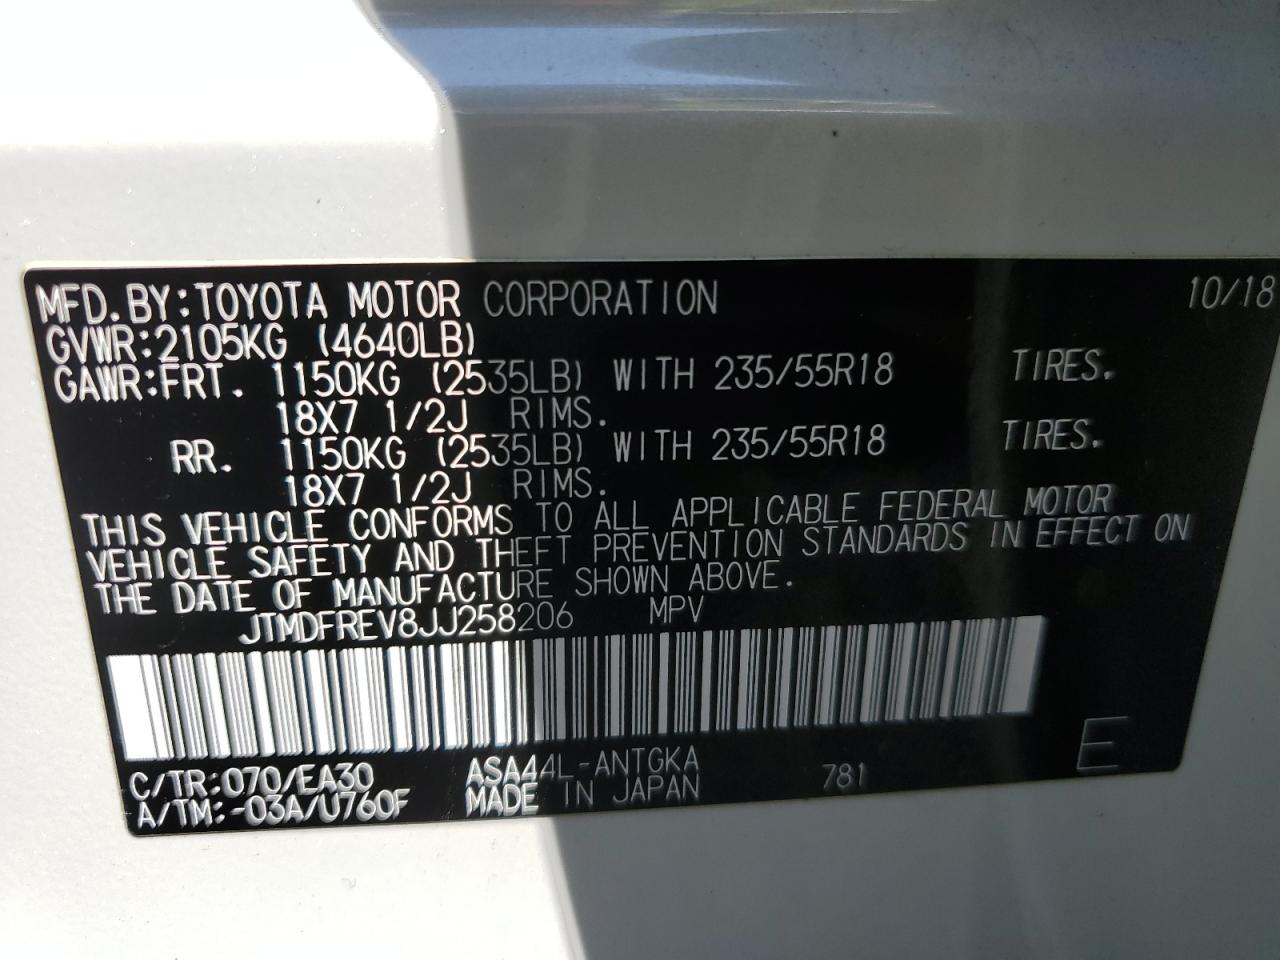 MFD.BY:TOYOTA MOTOR CORPORATION 10/18
GVWR:2105KG (4640LB)
GAWR:FRT. 1150KG (2535LB) WITH 235/55R18 TIRES.
18X7 1/2J RIMS.
RR. 1150KG (2535LB) WITH 235/55R18 TIRES.
18X7 1/2J RIMS.
THIS VEHICLE CONFORMS TO ALL APPLICABLE FEDERAL MOTOR
VEHICLE SAFETY AND THEFT PREVENTION STANDARDS IN EFFECT ON
THE DATE OF MANUFACTURE SHOWN ABOVE.
JTMDFREV8JJ258206 MPV
C/TR:070/EA30 ASA44L-ANTGKA 781 E
A/TM:-03A/U760F MADE IN JAPAN